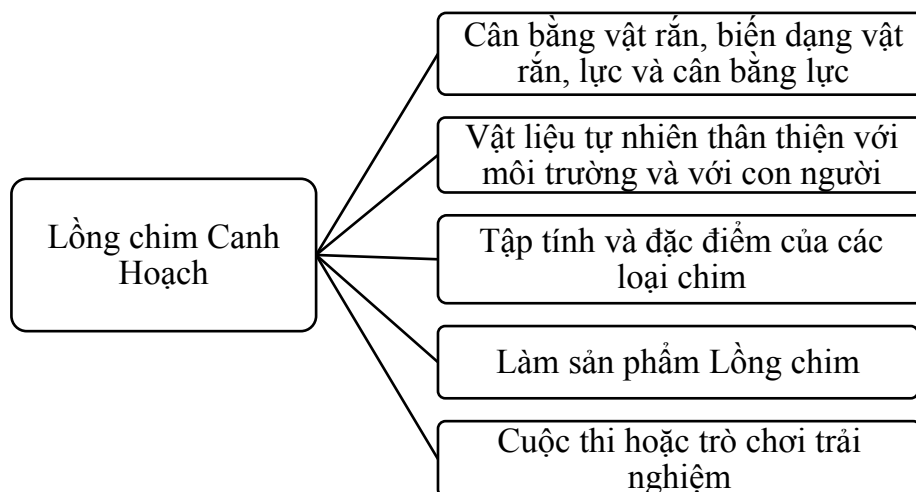 Lồng chim Canh
Hoạch
Cân bằng vật rắn, biến dạng vật
rắn, lực và cân bằng lực
Vật liệu tự nhiên thân thiện với
môi trường và với con người
Tập tính và đặc điểm của các
loại chim
Làm sản phẩm Lồng chim
Cuộc thi hoặc trò chơi trải
nghiệm